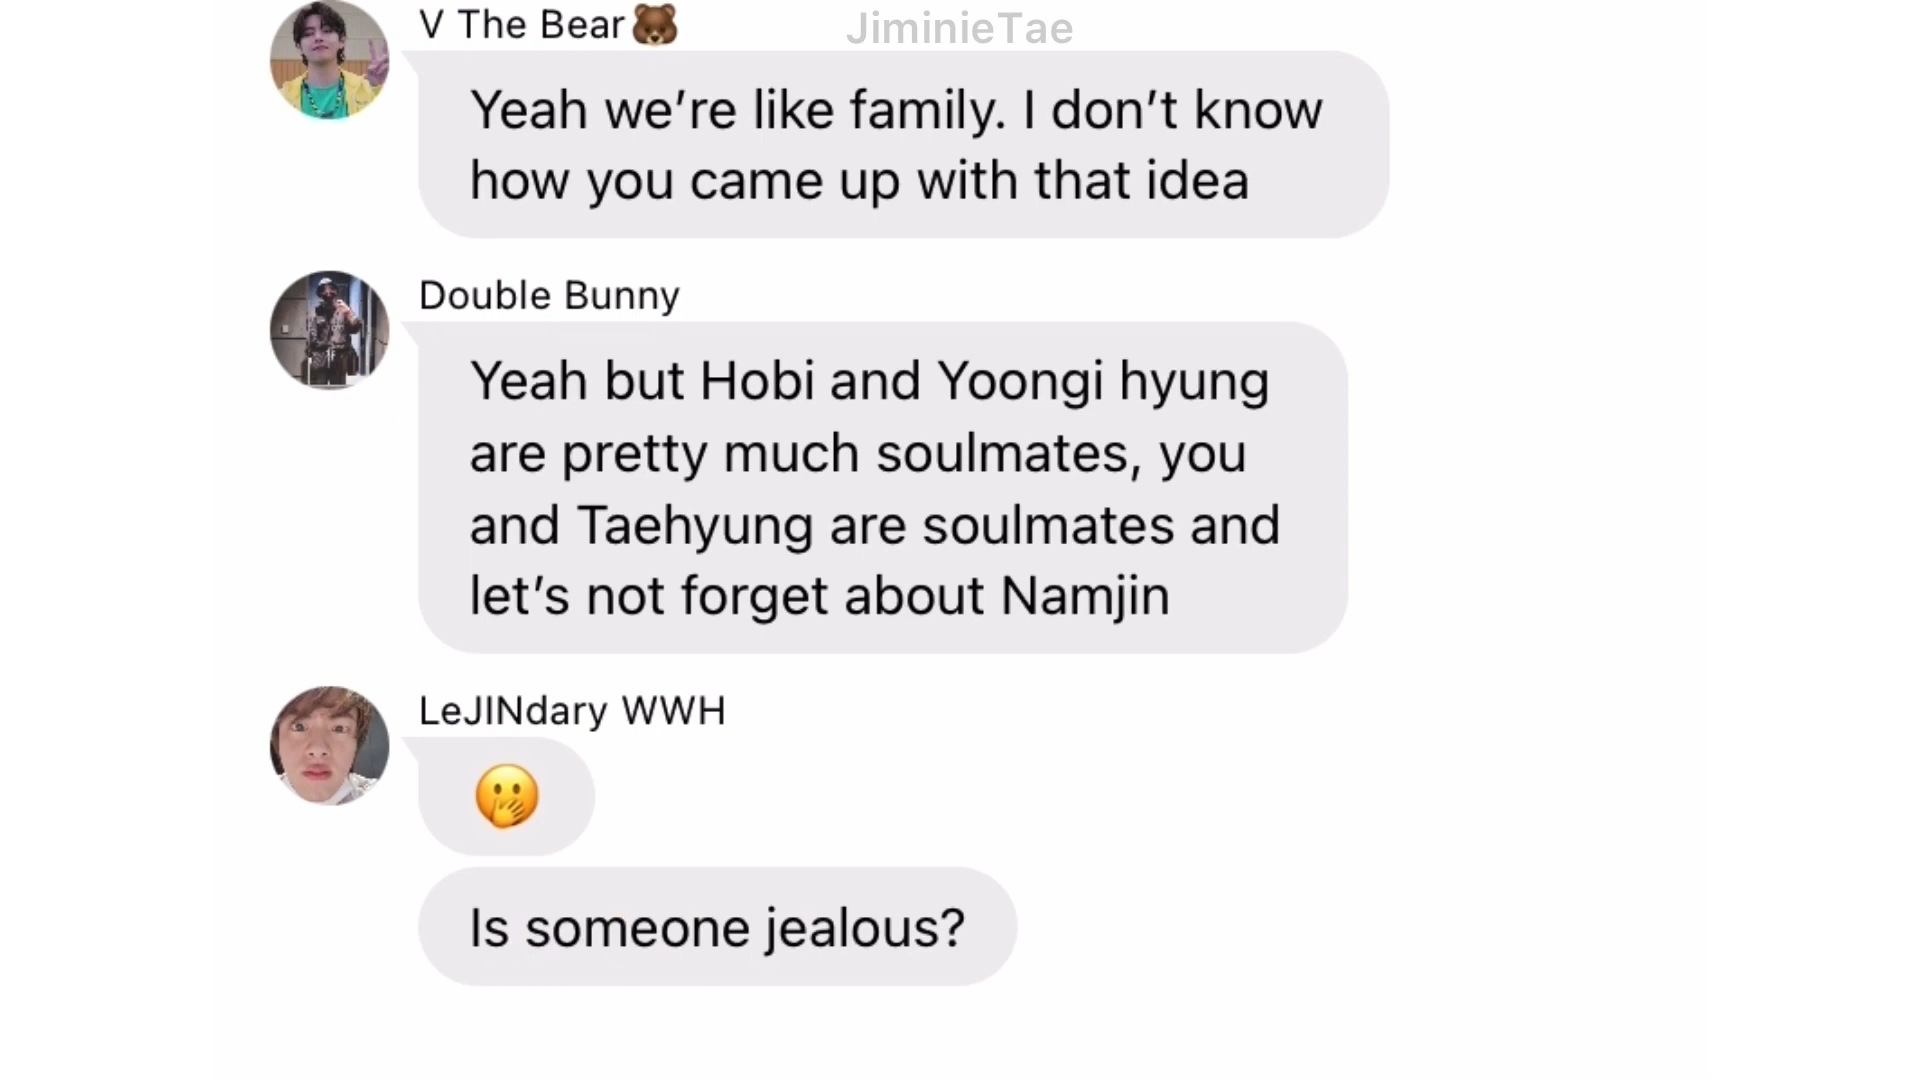 JiminieTae
V The Bear🐻
Yeah we’re like family. I don’t know
how you came up with that idea
Double Bunny
Yeah but Hobi and Yoongi hyung
are pretty much soulmates, you
and Taehyung are soulmates and
let’s not forget about Namjin
LeJINdary WWH
🤭
Is someone jealous?